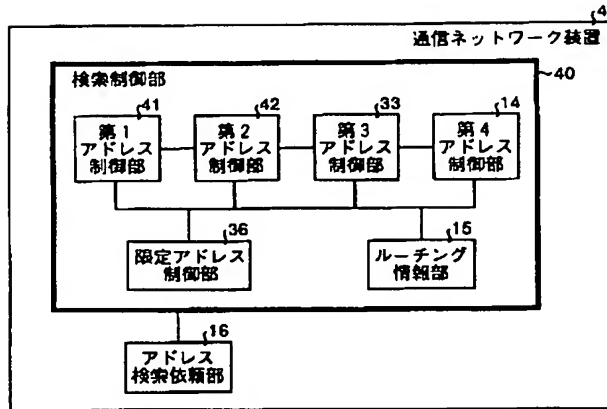 4
通信ネットワーク装置
検索制御部
40
41
第1
アドレス
制御部
42
第2
アドレス
制御部
33
第3
アドレス
制御部
14
第4
アドレス
制御部
36
限定アドレス
制御部
15
ルーチング
情報部
16
アドレス
検索依頼部